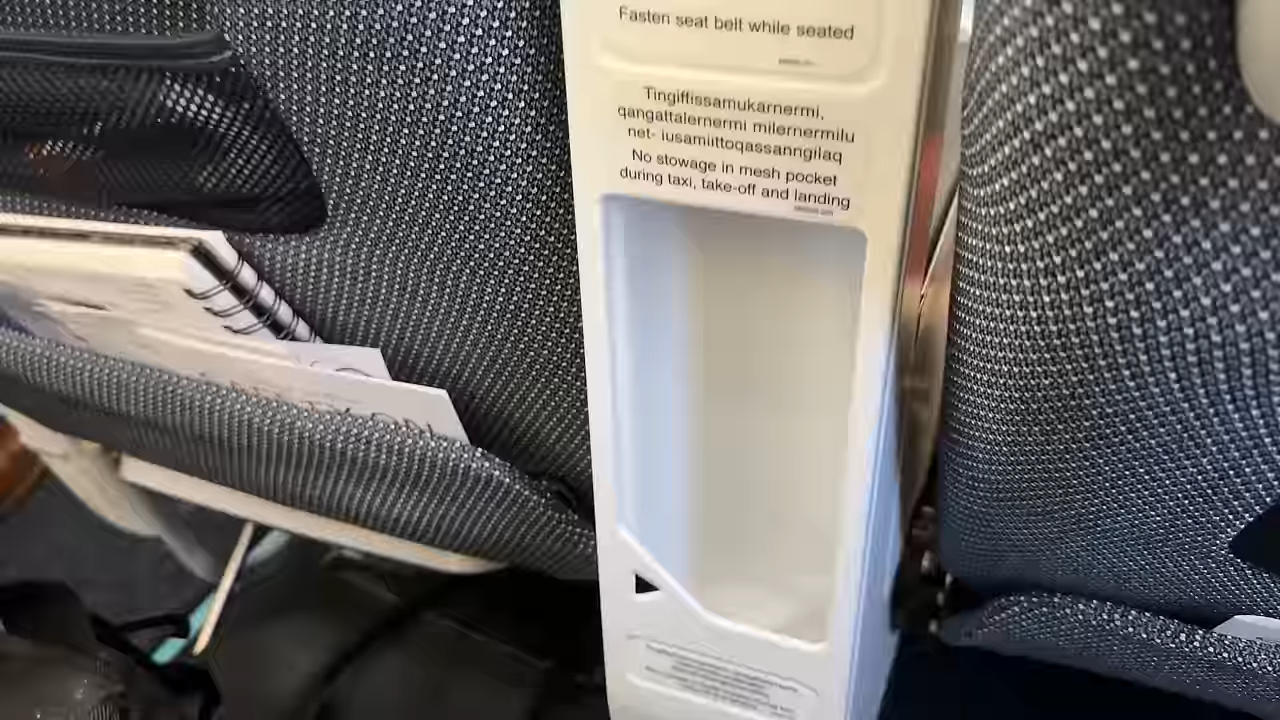 Fasten seat belt while seated
Tingiffissamukarnermi,
qangattalernermi milernermilu
net- iusamiittoqassanngilaq
No stowage in mesh pocket
during taxi, take-off and landing